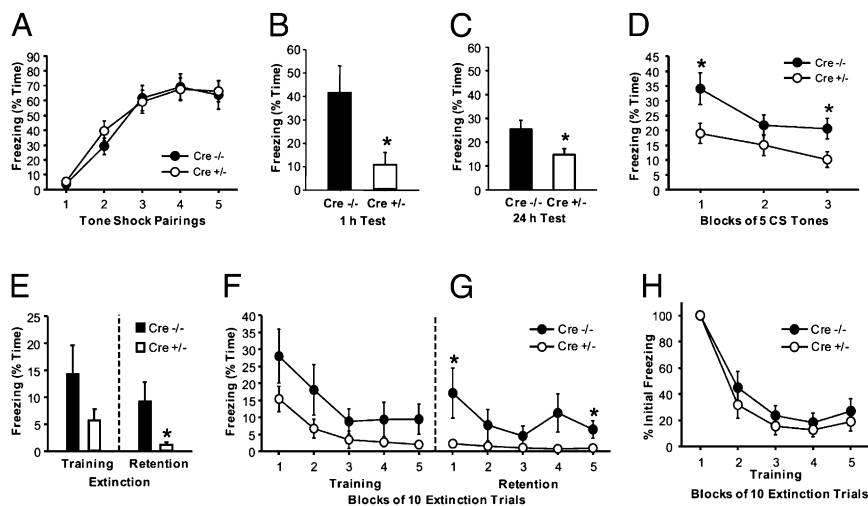 A
Freezing (% Time)
90
80
70
60
50
40
30
20
10
0
Cre -/-
Cre +/-
1 2 3 4 5
Tone Shock Pairings
B
Freezing (% Time)
60
50
40
30
20
10
0
*
Cre -/- Cre +/-
1 h Test
C
Freezing (% Time)
60
50
40
30
20
10
0
*
Cre -/- Cre +/-
24 h Test
D
Freezing (% Time)
45
40
35
30
25
20
15
10
5
0
*
*
Cre -/-
Cre +/-
1 2 3
Blocks of 5 CS Tones
E
Freezing (% Time)
25
20
15
10
5
0
Cre -/-
Cre +/-
*
Training Retention
Extinction
F
Freezing (% Time)
40
35
30
25
20
15
10
5
0
1 2 3 4 5
Training
G
Cre -/-
Cre +/-
*
*
1 2 3 4 5
Retention
Blocks of 10 Extinction Trials
H
% Initial Freezing
100
80
60
40
20
0
Cre -/-
Cre +/-
1 2 3 4 5
Training
Blocks of 10 Extinction Trials